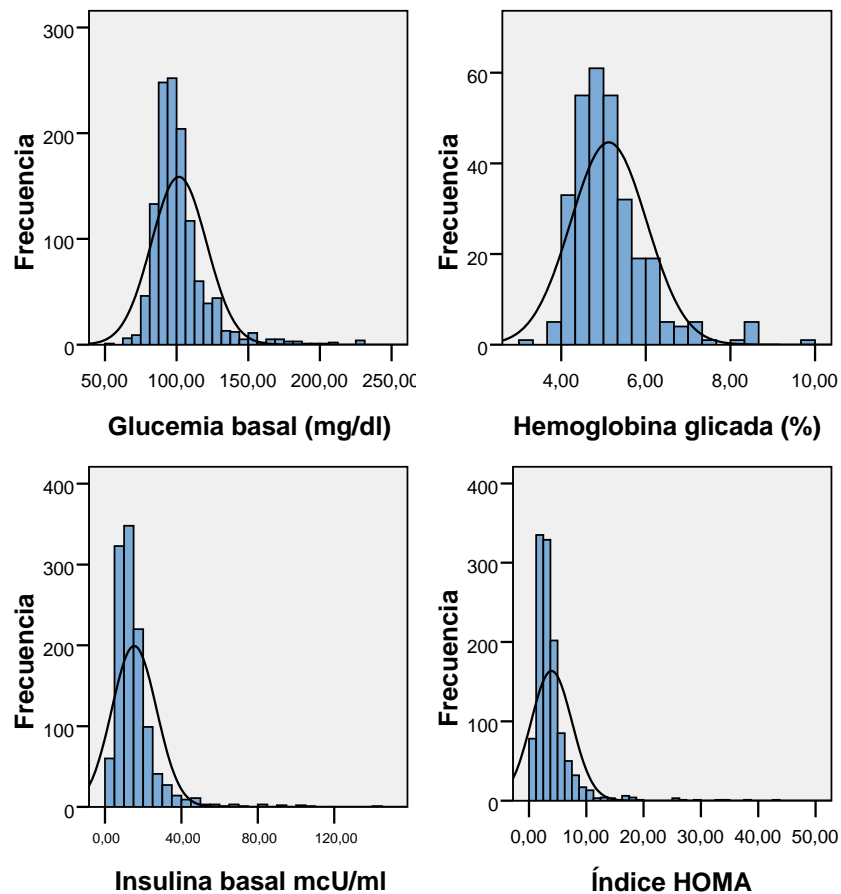 300
200
100
0
Frecuencia
50,00 100,00 150,00 200,00 250,00
Glucemia basal (mg/dl)
60
40
20
0
Frecuencia
4,00 6,00 8,00 10,00
Hemoglobina glicada (%)
400
300
200
100
0
Frecuencia
0,00 40,00 80,00 120,00
Insulina basal mcU/ml
400
300
200
100
0
Frecuencia
0,00 10,00 20,00 30,00 40,00 50,00
Índice HOMA